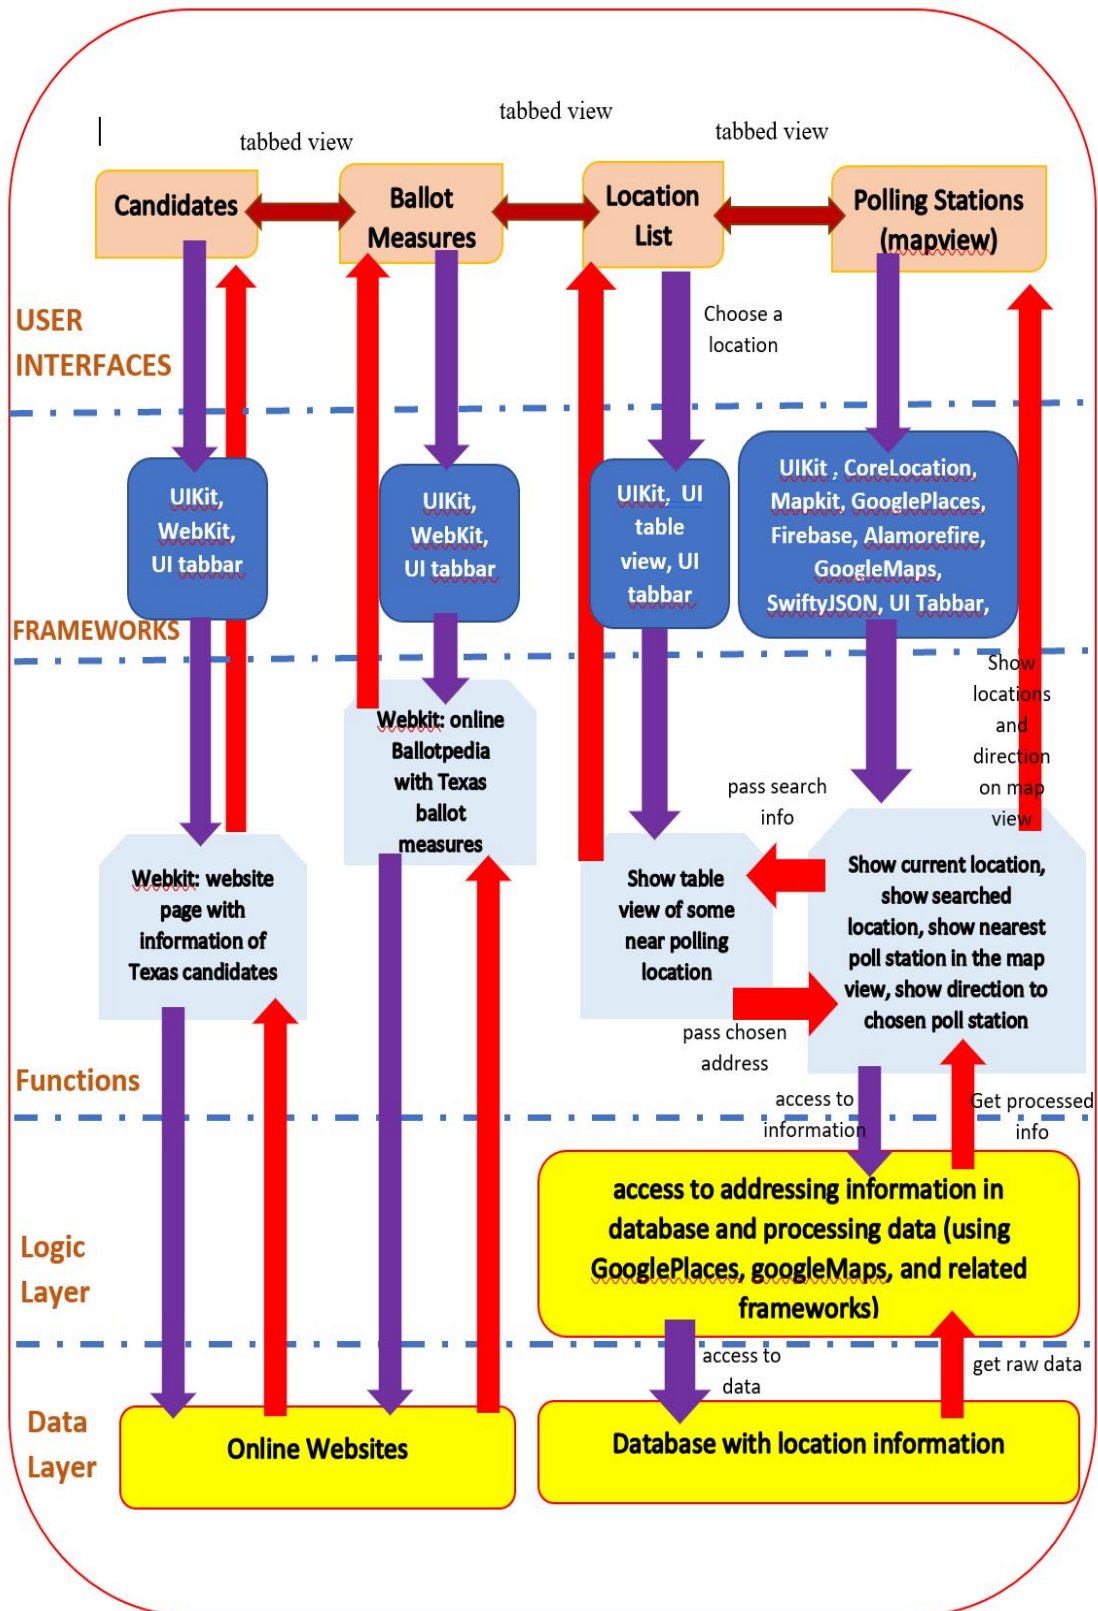 tabbed view
tabbed view
tabbed view
Candidates
Ballot
Measures
Location
List
Polling Stations
(mapview)
USER
INTERFACES
Choose a
location
UIKit,
WebKit,
UI tabbar
UIKit,
WebKit,
UI tabbar
UIKit, UI
table
view, UI
tabbar
UIKit , CoreLocation,
Mapkit, GooglePlaces,
Firebase, Alamorefire,
GoogleMaps,
SwiftyJSON, UI Tabbar,
FRAMEWORKS
Show
locations
and
direction
on map
view
Webkit: online
Ballotpedia
with Texas
ballot
measures
pass search
info
Webkit: website
page with
information of
Texas candidates
Show table
view of some
near polling
location
Show current location,
show searched
location, show nearest
poll station in the map
view, show direction to
chosen poll station
pass chosen
address
Functions
access to
information
Get processed
info
Logic
Layer
access to addressing information in
database and processing data (using
GooglePlaces, googleMaps, and related
frameworks)
access to
data
get raw data
Data
Layer
Online Websites
Database with location information